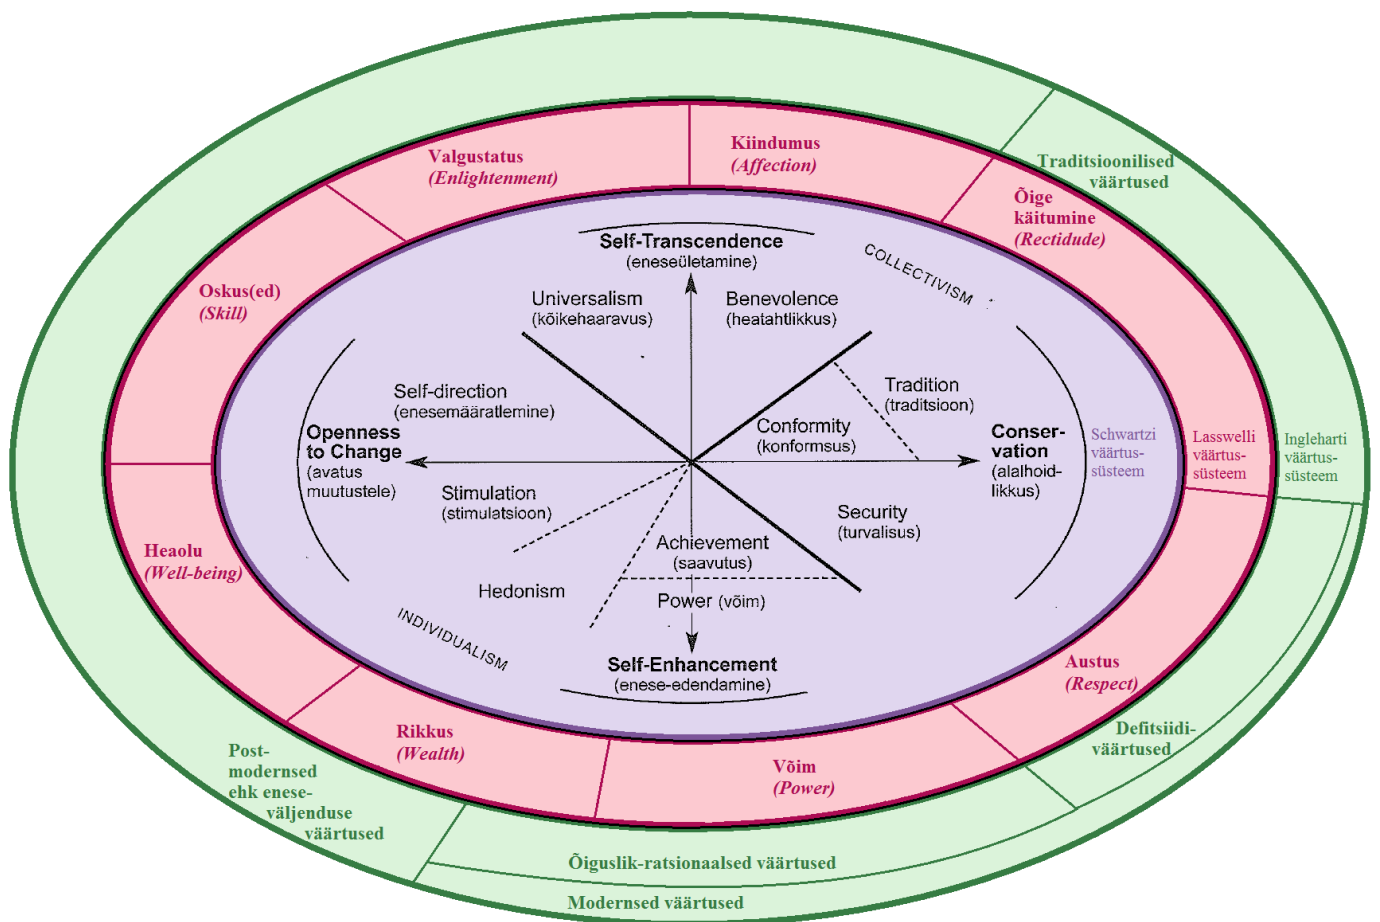 Valgustatus
(Enlightenment)
Kiindumus
(Affection)
Traditsioonilised
väärtused
Õige
käitumine
(Rectidude)
Oskus(ed)
(Skill)
Self-Transcendence
(eneseületamine)
COLLECTIVISM
Universalism
(kõikehaaravus)
Benevolence
(heatahtlikkus)
Self-direction
(enesemääratlemine)
Tradition
(traditsioon)
Conformity
(konformsus)
Openness
to Change
(avatus
muutustele)
Conser-
vation
(alalhoid-
likkus)
Schwartzi
väärtus-
süsteem
Lasswelli
väärtus-
süsteem
Ingleharti
väärtus-
süsteem
Stimulation
(stimulatsioon)
Security
(turvalisus)
Heaolu
(Well-being)
Achievement
(saavutus)
Hedonism
Power (võim)
INDIVIDUALISM
Self-Enhancement
(enese-edendamine)
Austus
(Respect)
Rikkus
(Wealth)
Võim
(Power)
Defitsiidi-
väärtused
Post-
modernsed
ehk enese-
väljenduse
väärtused
Õiguslik-ratsionaalsed väärtused
Modernsed väärtused